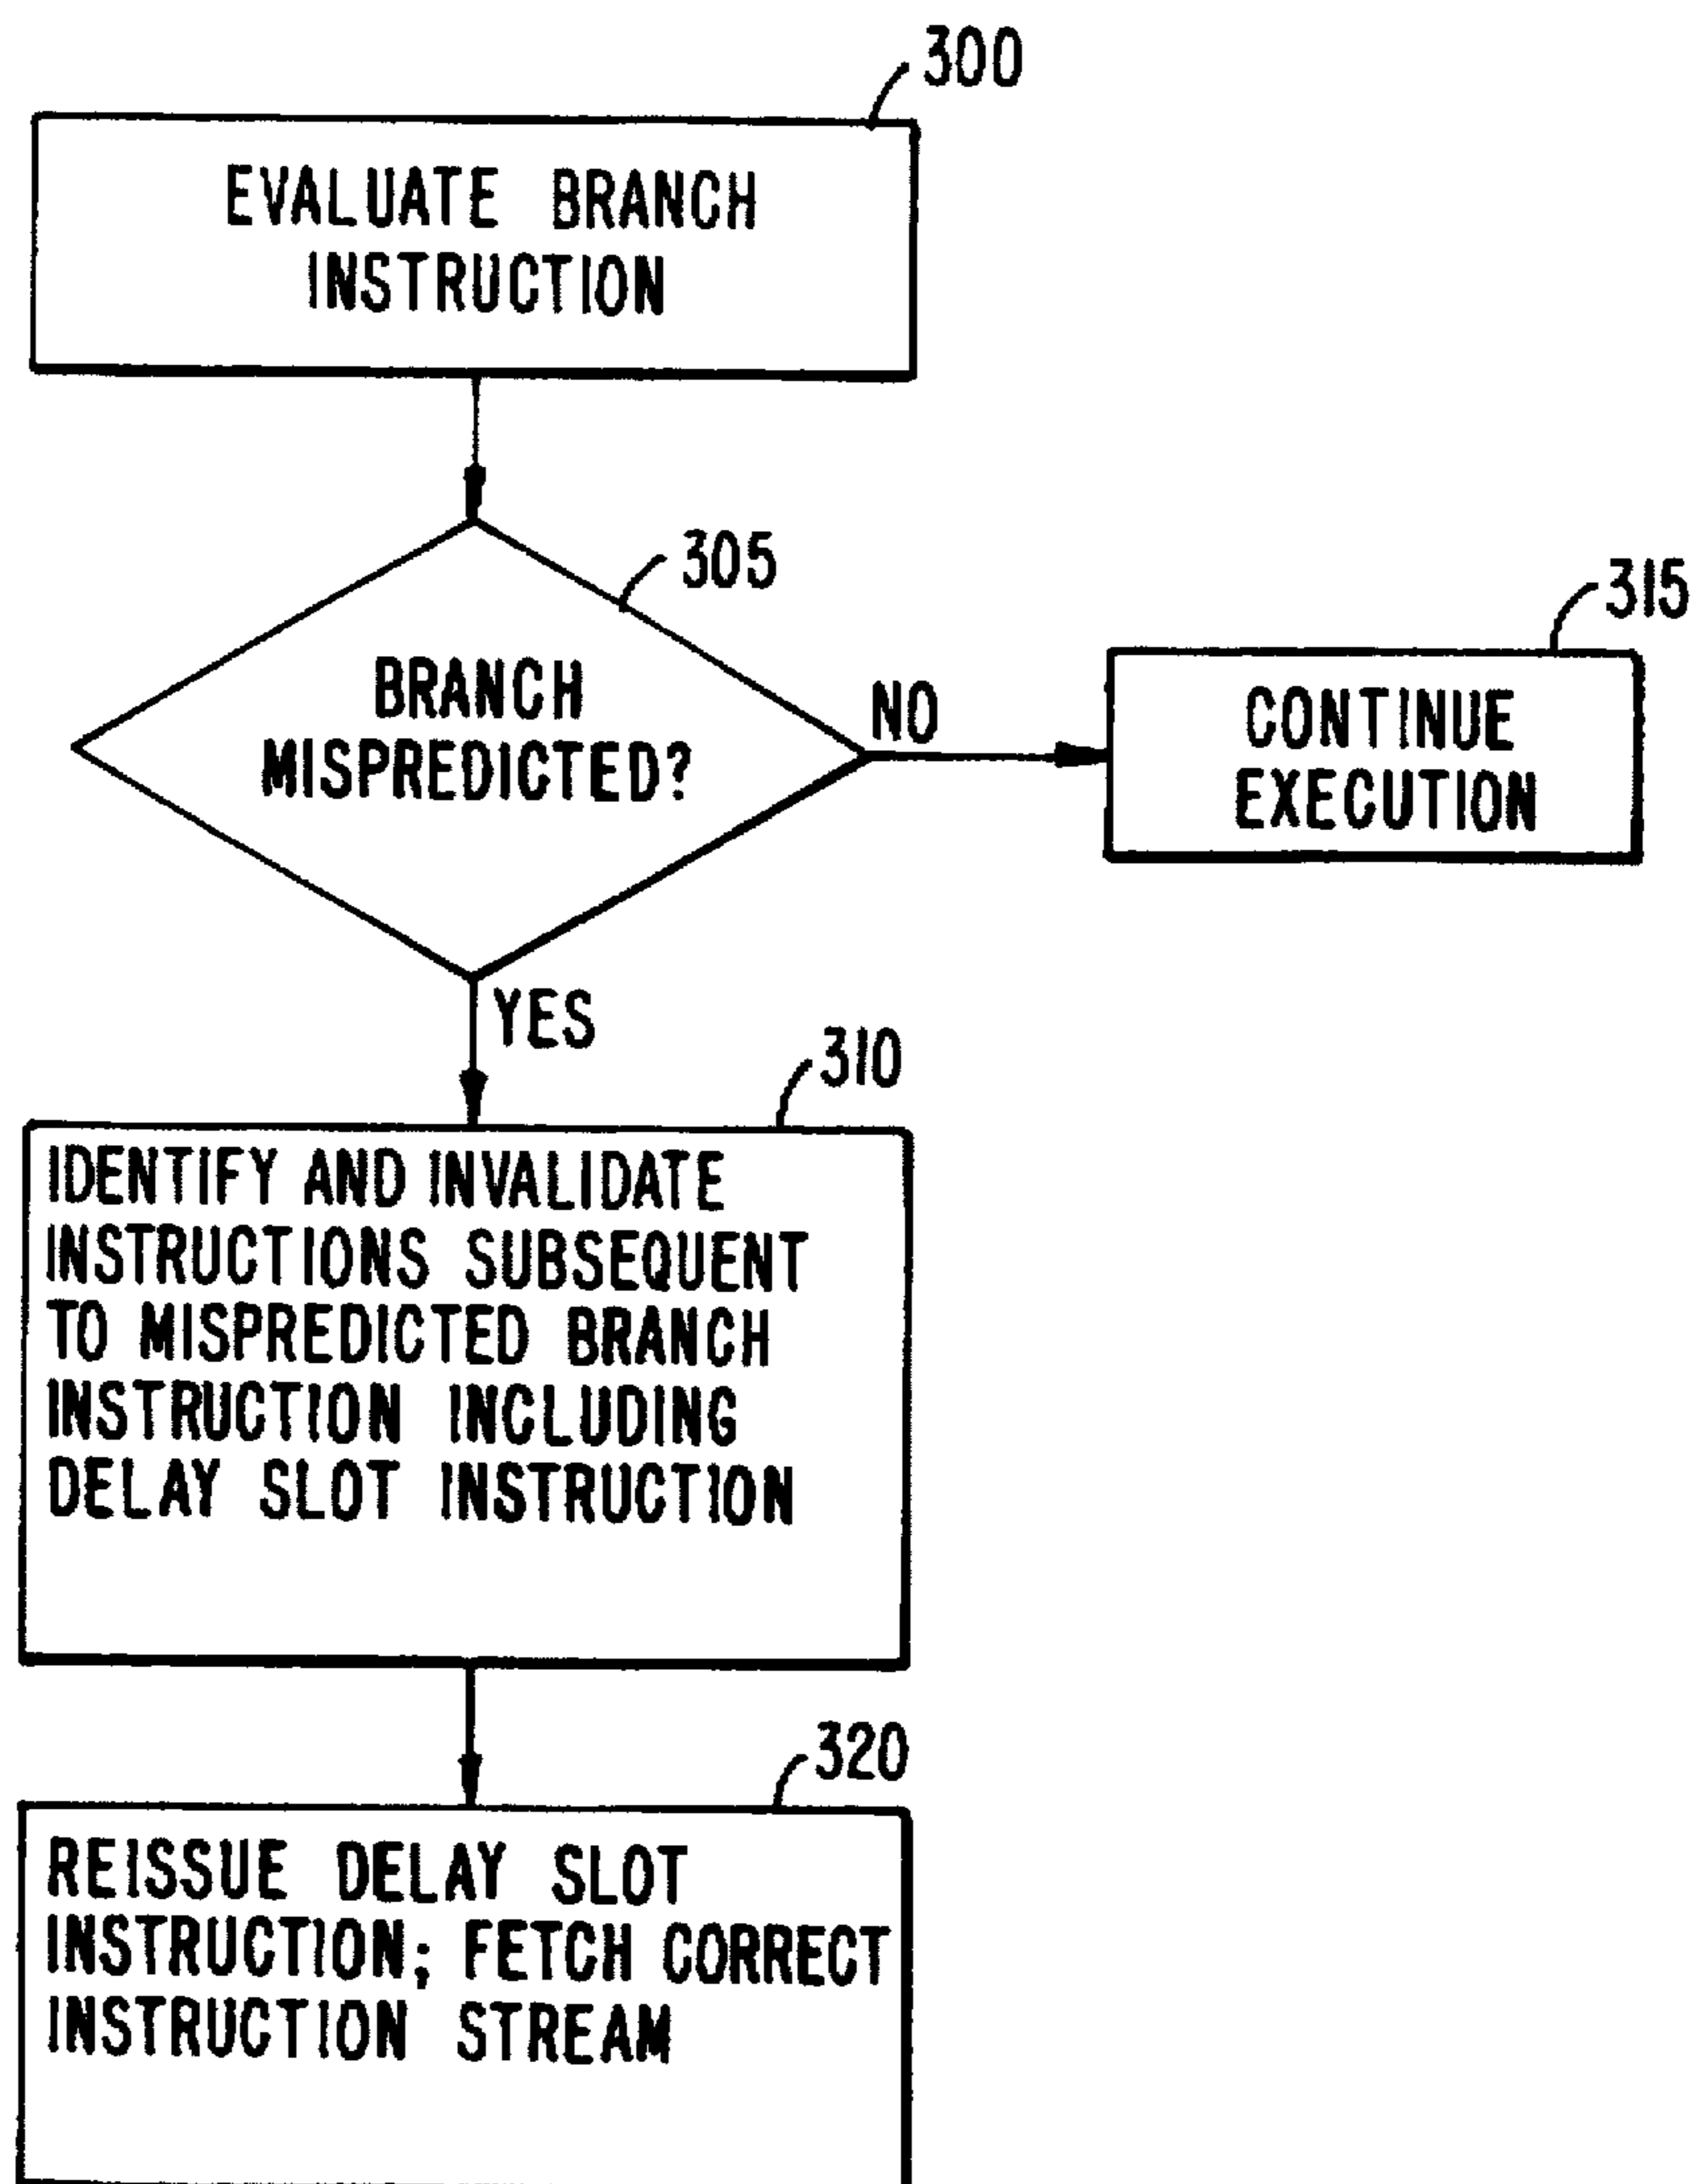 300
EVALUATE BRANCH
INSTRUCTION
305
BRANCH
MISPREDICTED?
NO
315
CONTINUE
EXECUTION
YES
310
IDENTIFY AND INVALIDATE
INSTRUCTIONS SUBSEQUENT
TO MISPREDICTED BRANCH
INSTRUCTION INCLUDING
DELAY SLOT INSTRUCTION
320
REISSUE DELAY SLOT
INSTRUCTION; FETCH CORRECT
INSTRUCTION STREAM